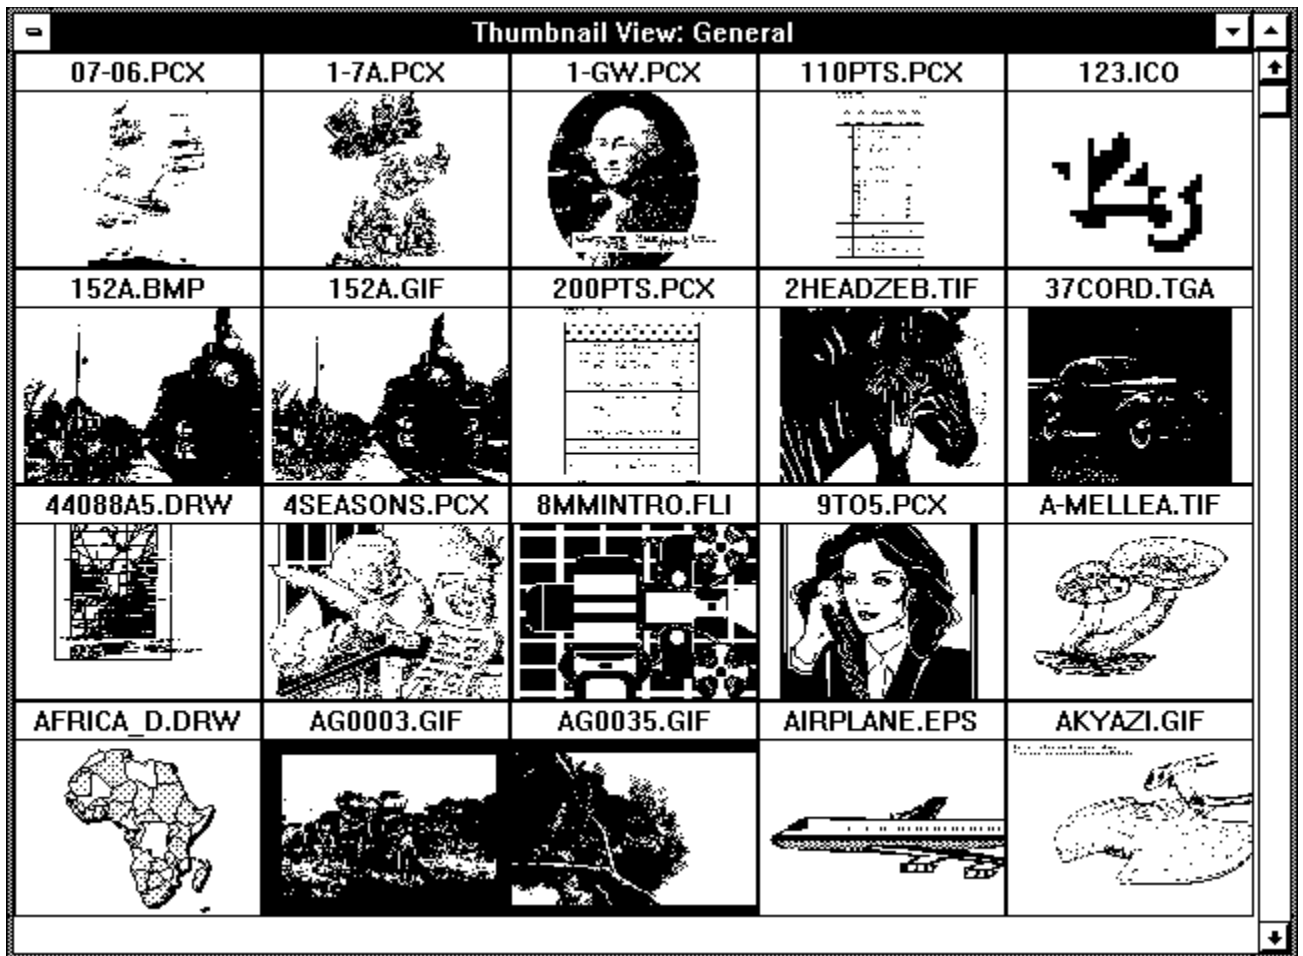 Thumbnail View: General
07-06.PCX 1-7A.PCX 1-GW.PCX 110PTS.PCX 123.ICO
152A.BMP 152A.GIF 200PTS.PCX 2HEADZEB.TIF 37CORD.TGA
44088A5.DRW 4SEASONS.PCX 8MMINTRO.FLI 9TO5.PCX A-MELLEA.TIF
AFRICA_D.DRW AG0003.GIF AG0035.GIF AIRPLANE.EPS AKYAZI.GIF